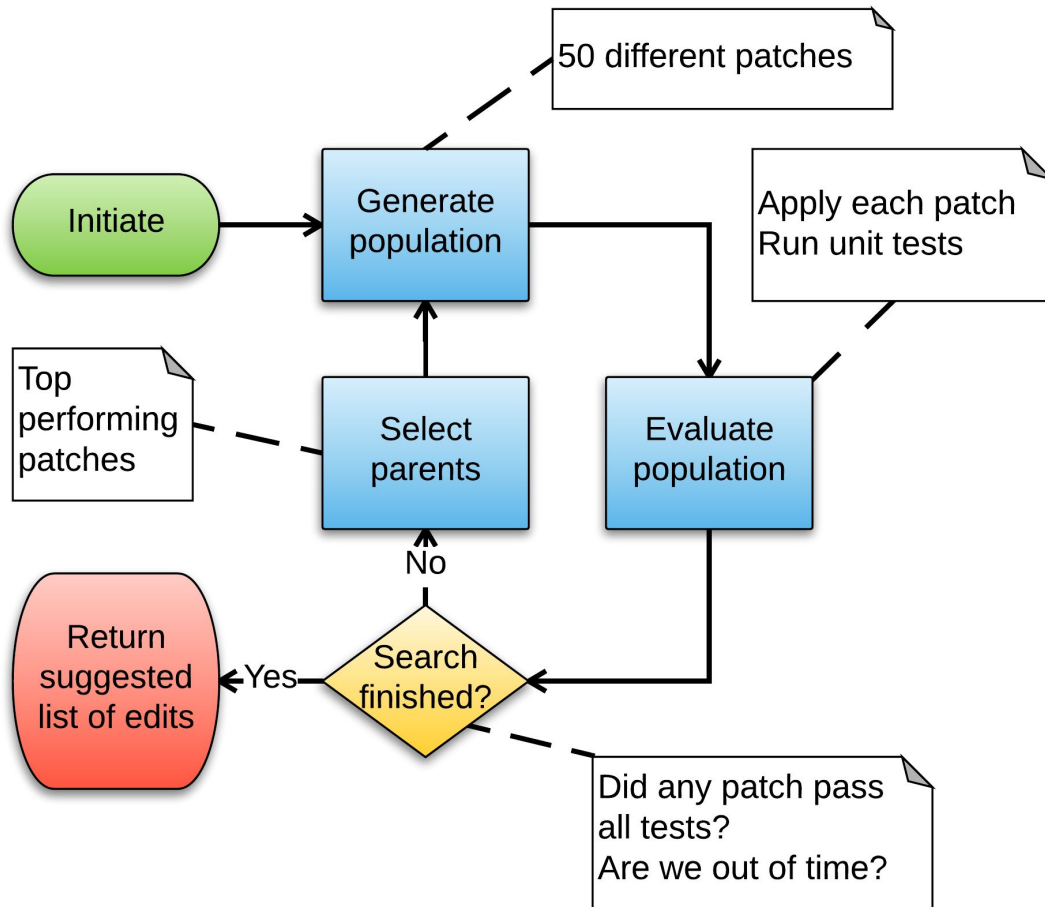 50 different patches
Initiate
Generate
population
Apply each patch
Run unit tests
Top
performing
patches
Select
parents
Evaluate
population
No
Return
suggested
list of edits
Yes
Search
finished?
Did any patch pass
all tests?
Are we out of time?